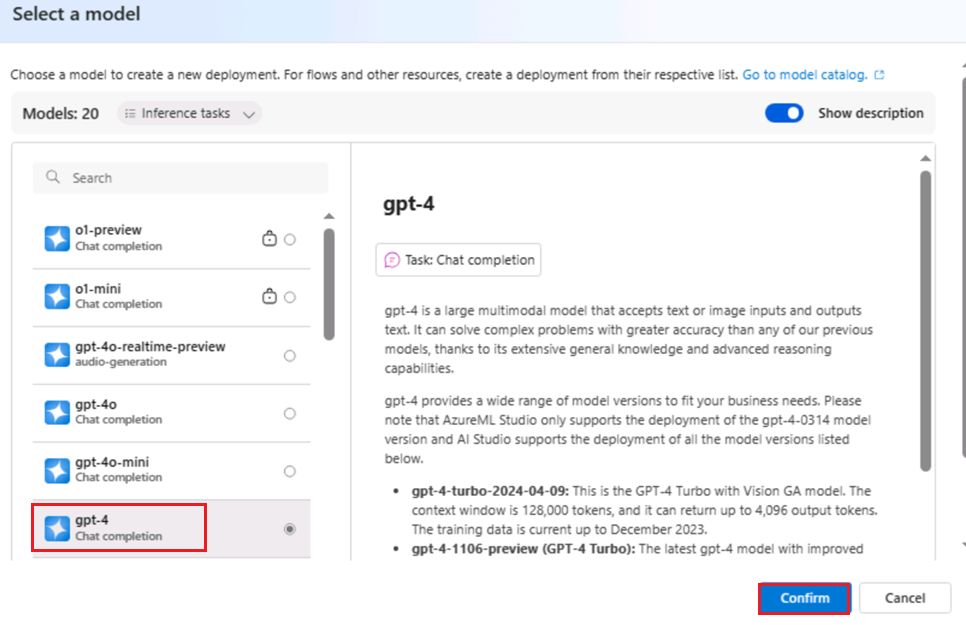 Select a model
Choose a model to create a new deployment. For flows and other resources, create a deployment from their respective list. Go to model catalog.
Models: 20
Inference tasks
Show description
Search
o1-preview
Chat completion
o1-mini
Chat completion
gpt-4o-realtime-preview
audio-generation
gpt-4o
Chat completion
gpt-4o-mini
Chat completion
gpt-4
Chat completion
gpt-4
Task: Chat completion
gpt-4 is a large multimodal model that accepts text or image inputs and outputs
text. It can solve complex problems with greater accuracy than any of our previous
models, thanks to its extensive general knowledge and advanced reasoning
capabilities.
gpt-4 provides a wide range of model versions to fit your business needs. Please
note that AzureML Studio only supports the deployment of the gpt-4-0314 model
version and AI Studio supports the deployment of all the model versions listed
below.
• gpt-4-turbo-2024-04-09: This is the GPT-4 Turbo with Vision GA model. The
context window is 128,000 tokens, and it can return up to 4,096 output tokens.
The training data is current up to December 2023.
• gpt-4-1106-preview (GPT-4 Turbo): The latest gpt-4 model with improved
Confirm
Cancel